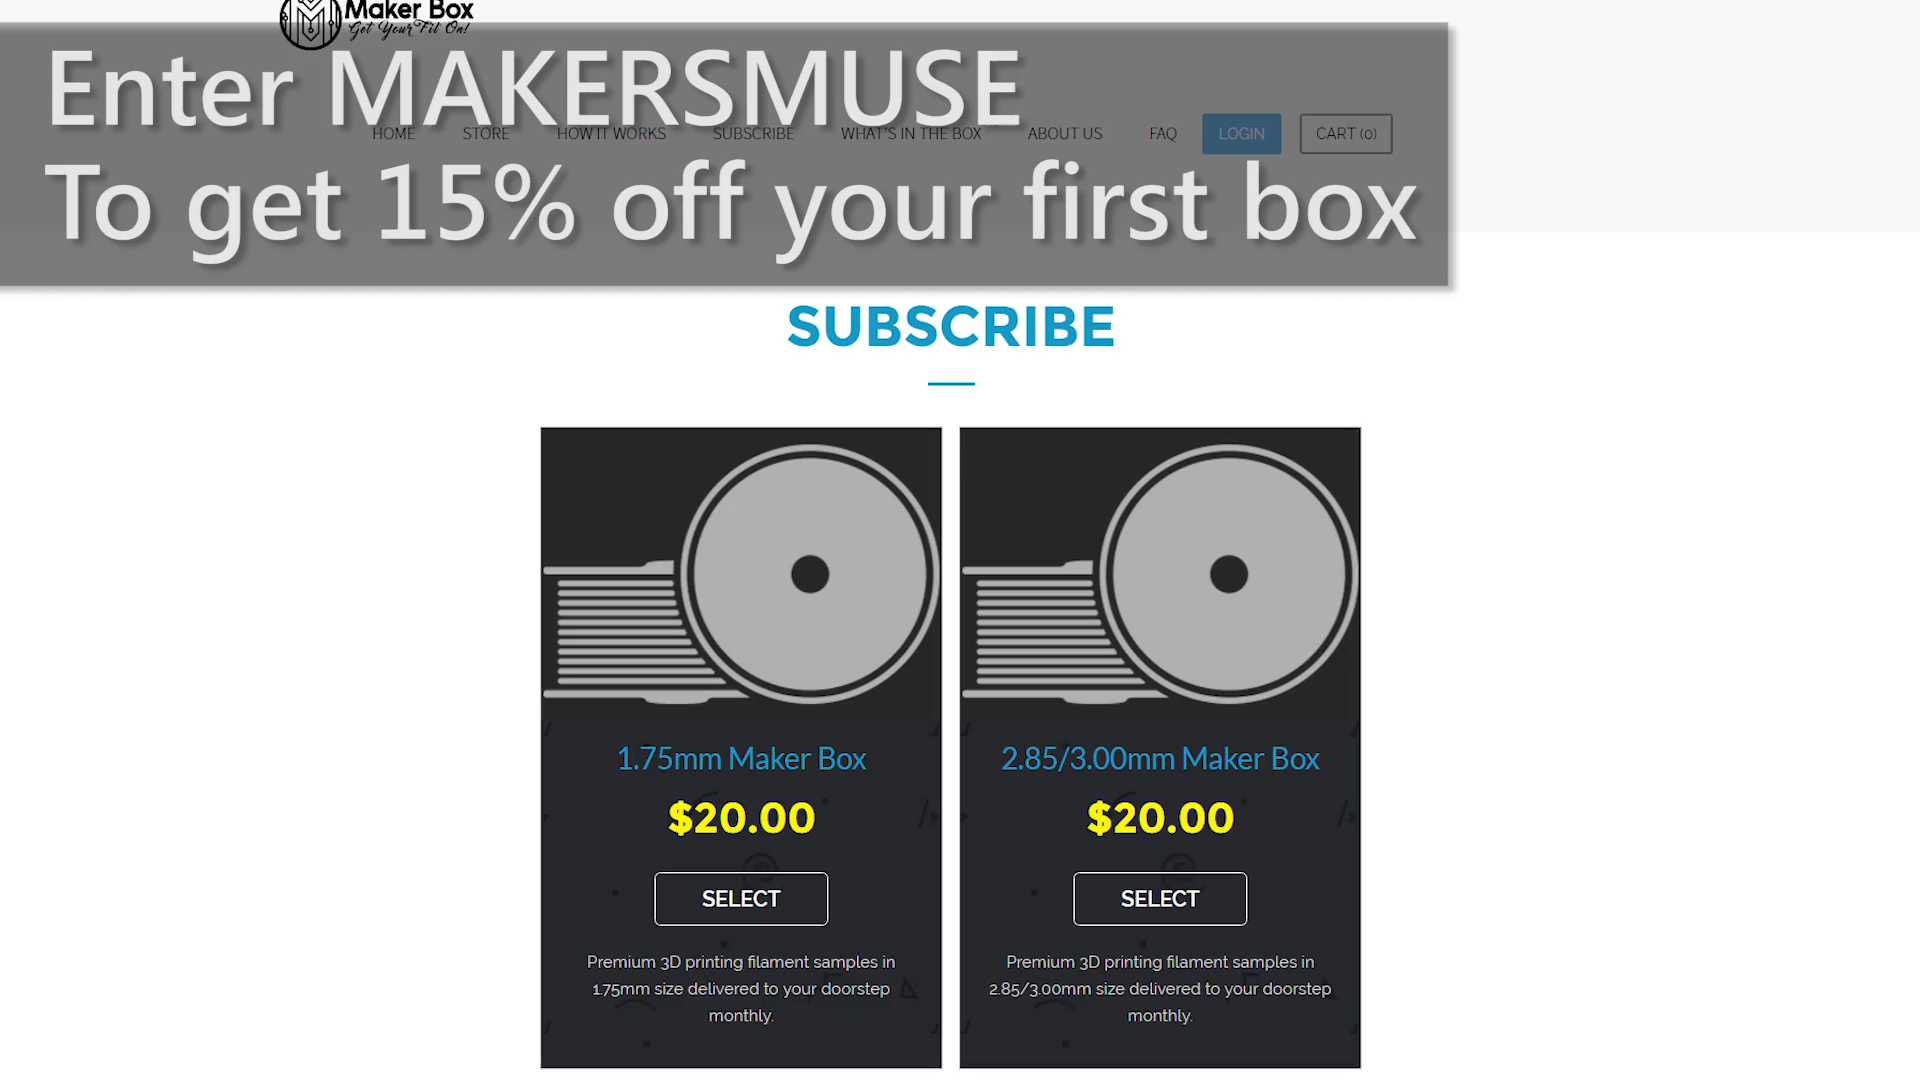 Maker Box
Get Your Fil On!
Enter MAKERSMUSE
HOME STORE HOW IT WORKS SUBSCRIBE WHAT'S IN THE BOX ABOUT US FAQ LOGIN CART (0)
To get 15% off your first box
SUBSCRIBE
1.75mm Maker Box
$20.00
SELECT
Premium 3D printing filament samples in
1.75mm size delivered to your doorstep
monthly.
2.85/3.00mm Maker Box
$20.00
SELECT
Premium 3D printing filament samples in
2.85/3.00mm size delivered to your doorstep
monthly.